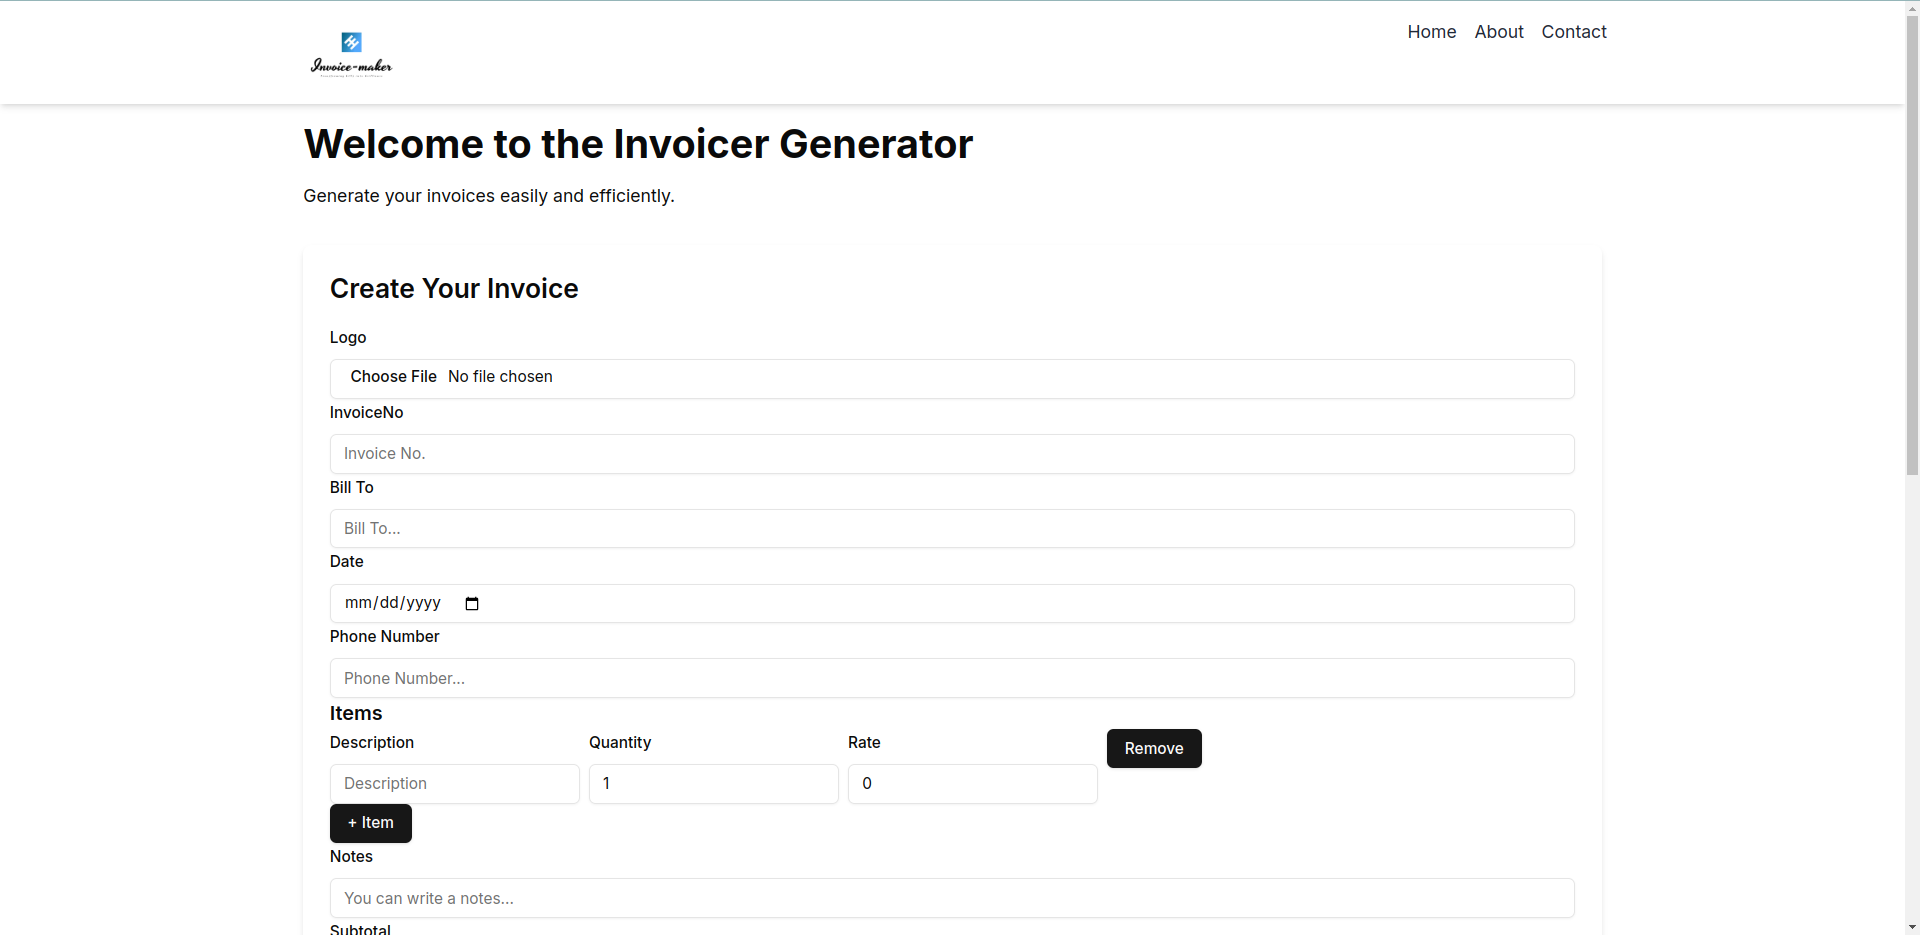 Home About Contact
Invoice-maker
Welcome to the Invoicer Generator
Generate your invoices easily and efficiently.
Create Your Invoice
Logo
Choose File No file chosen
InvoiceNo
Invoice No.
Bill To
Bill To...
Date
mm/dd/yyyy
Phone Number
Phone Number...
Items
Description Quantity Rate Remove
Description 1 0
+ Item
Notes
You can write a notes...
Subtotal